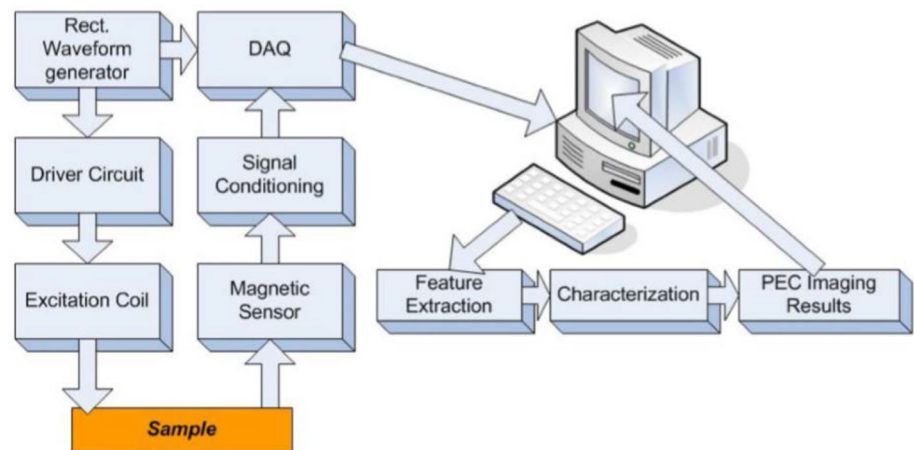 Rect.
Waveform
generator
DAQ
Driver Circuit
Signal
Conditioning
Excitation Coil
Magnetic
Sensor
Feature
Extraction
Characterization
PEC Imaging
Results
Sample